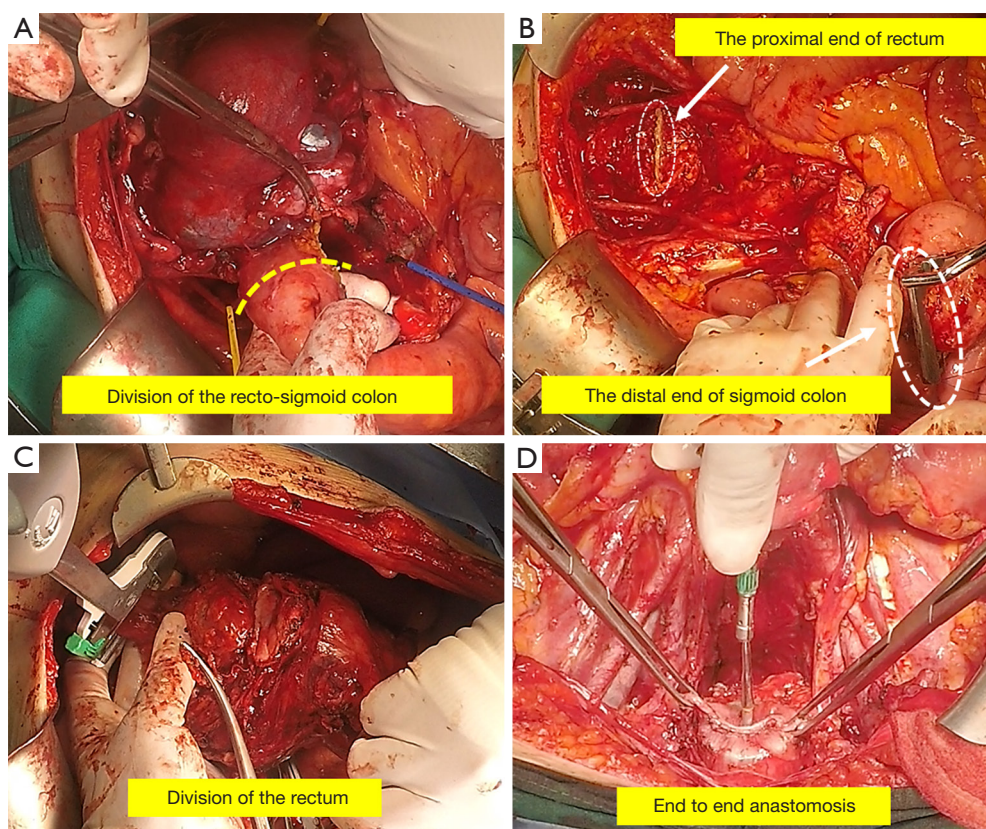 A
Division of the recto-sigmoid colon
B
The proximal end of rectum
The distal end of sigmoid colon
C
Division of the rectum
D
End to end anastomosis